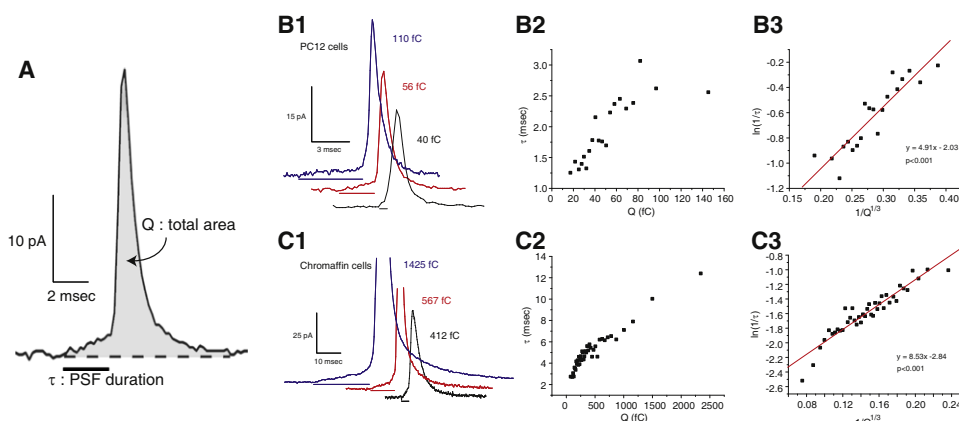 A
10 pA
2 msec
Q : total area
τ : PSF duration
B1
PC12 cells
110 fC
56 fC
40 fC
15 pA
3 msec
B2
τ (msec)
3.0
2.5
2.0
1.5
1.0
0 20 40 60 80 100 120 140 160
Q (fC)
B3
ln(1/τ)
-0.2
-0.4
-0.6
-0.8
-1.0
-1.2
y = 4.91x - 2.03
p<0.001
0.15 0.20 0.25 0.30 0.35 0.40
1/Q1/3
C1
Chromaffin cells
1425 fC
567 fC
412 fC
25 pA
10 msec
C2
τ (msec)
14
12
10
8
6
4
2
0 500 1000 1500 2000 2500
Q (fC)
C3
ln(1/τ)
-0.8
-1.0
-1.2
-1.4
-1.6
-1.8
-2.0
-2.2
-2.4
-2.6
y = 8.53x -2.84
p<0.001
0.08 0.12 0.16 0.20 0.24
1/Q1/3